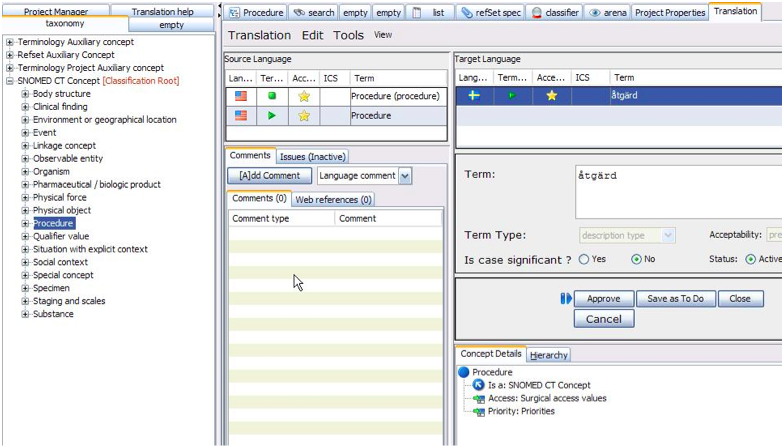 Project Manager
Translation help
taxonomy
empty
Terminology Auxiliary concept
Refset Auxiliary Concept
Terminology Project Auxiliary concept
SNOMED CT Concept [Classification Root]
Body structure
Clinical finding
Environment or geographical location
Event
Linkage concept
Observable entity
Organism
Pharmaceutical / biologic product
Physical force
Physical object
Procedure
Qualifier value
Situation with explicit context
Social context
Special concept
Specimen
Staging and scales
Substance
Procedure
search
empty
empty
list
refSet spec
classifier
arena
Project Properties
Translation
Translation Edit Tools View
Source Language
Lan... Ter... Acc... ICS Term
Procedure (procedure)
Procedure
Comments
Issues (Inactive)
[A]dd Comment
Language comment
Comments (0)
Web references (0)
Comment type
Comment
Target Language
Lang... Term... Acce... ICS Term
åtgärd
Term:
åtgärd
Term Type:
description type
Acceptability:
pre
Is case significant ?
Yes
No
Status:
Active
Approve
Save as To Do
Close
Cancel
Concept Details
Hierarchy
Procedure
Is a: SNOMED CT Concept
Access: Surgical access values
Priority: Priorities